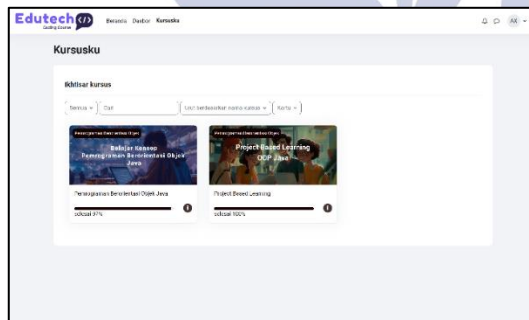 Edutech </>
Coding Course
Beranda Dasbor Kursusku
AK
Kursusku
Ikhtisar kursus
Semua
Cari
Urut berdasarkan nama kursus
Kartu
Pemrograman Berorientasi Objek
Belajar Konsep
Pemrograman Berorientasi Objek
Java
Pemrograman Berorientasi Objek Java
selesai 97%
Pemrograman Berorientasi Objek
Project Based Learning
OOP Java
Project Based Learning
selesai 100%